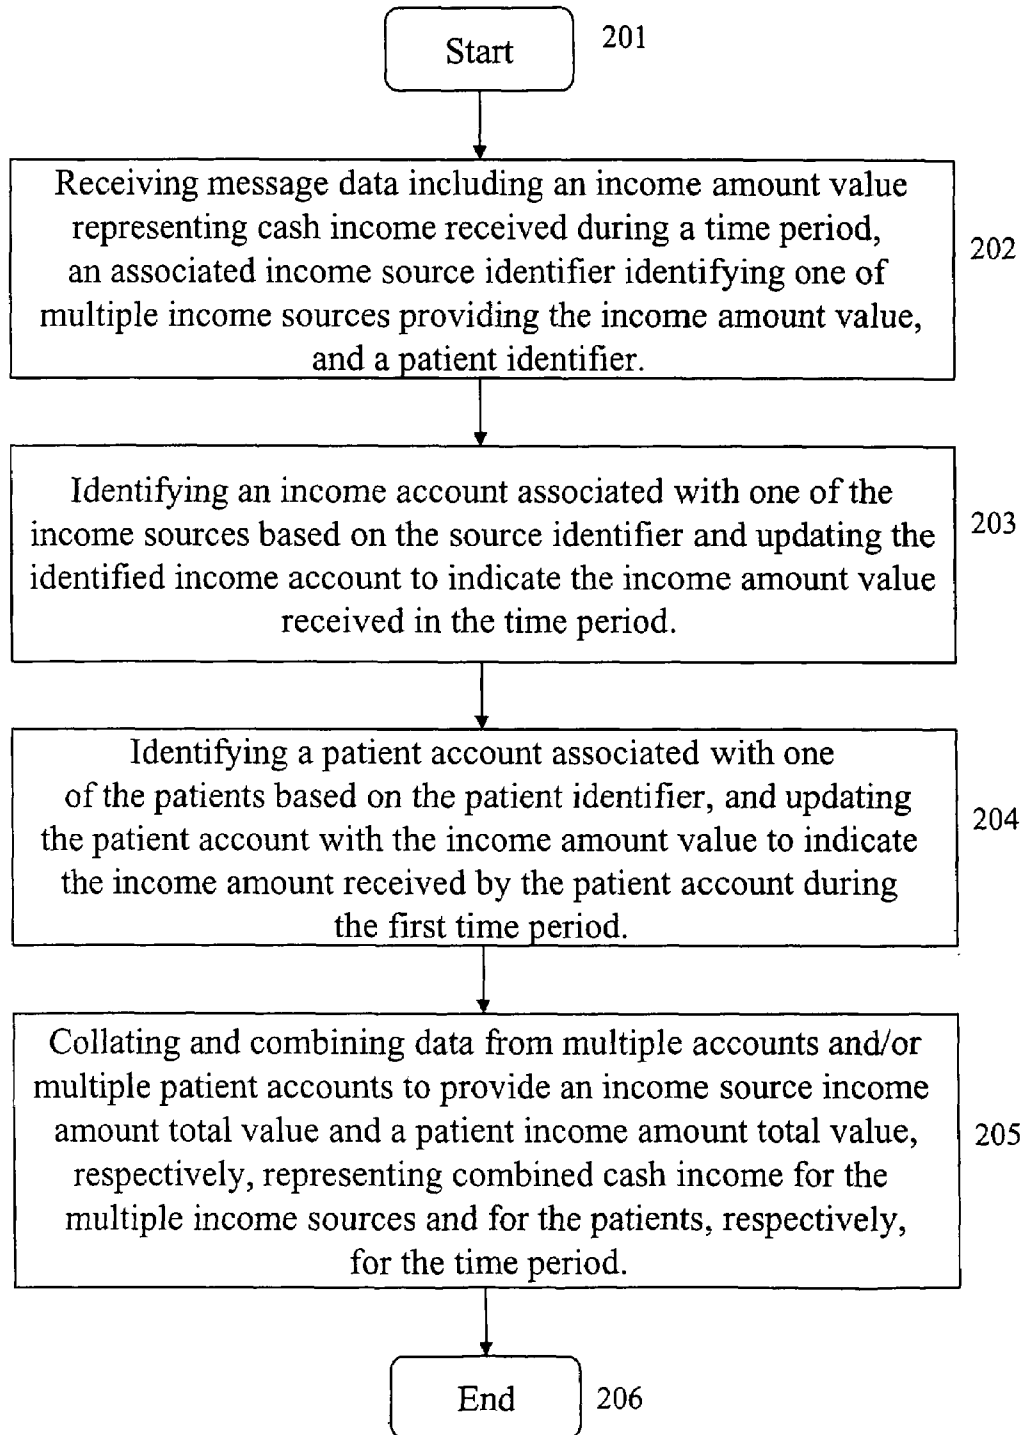 Start
201
Receiving message data including an income amount value
representing cash income received during a time period,
an associated income source identifier identifying one of
multiple income sources providing the income amount value,
and a patient identifier.
202
Identifying an income account associated with one of the
income sources based on the source identifier and updating the
identified income account to indicate the income amount value
received in the time period.
203
Identifying a patient account associated with one
of the patients based on the patient identifier, and updating
the patient account with the income amount value to indicate
the income amount received by the patient account during
the first time period.
204
Collating and combining data from multiple accounts and/or
multiple patient accounts to provide an income source income
amount total value and a patient income amount total value,
respectively, representing combined cash income for the
multiple income sources and for the patients, respectively,
for the time period.
205
End
206